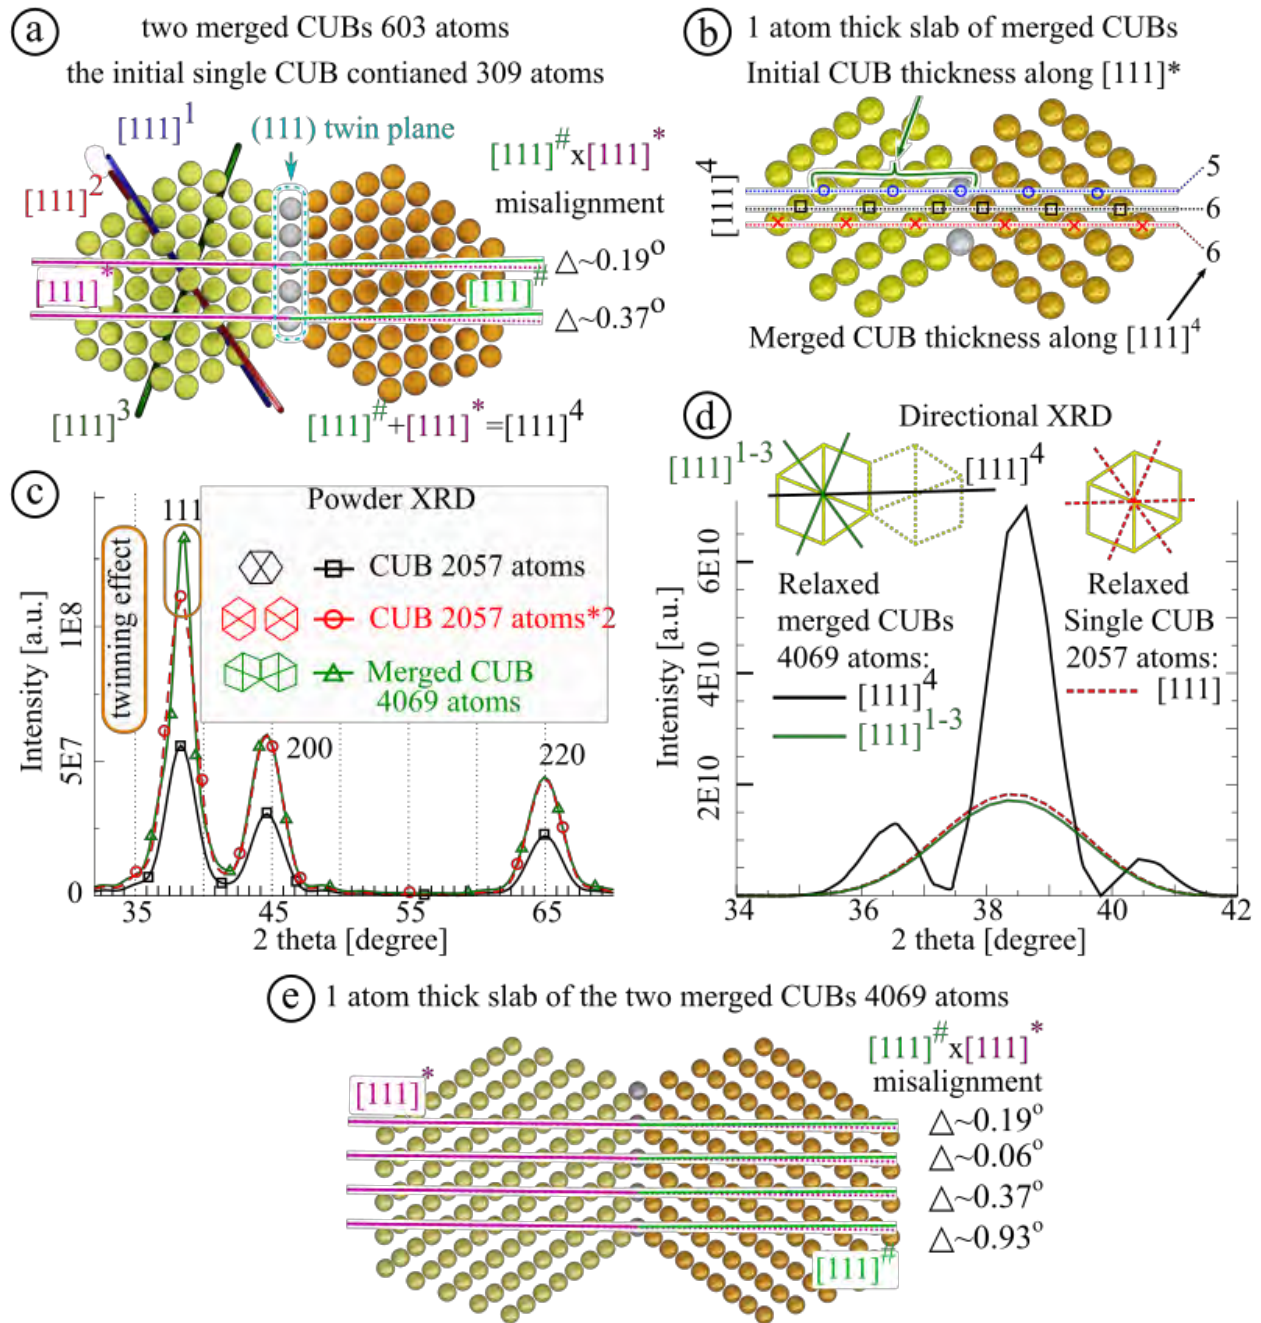 a
two merged CUBs 603 atoms
the initial single CUB contianed 309 atoms
[111]¹
(111) twin plane
[111]#x[111]*
[111]²
misalignment
△~0.19°
[111]*
[111]#
△~0.37°
[111]³
[111]#+[111]*=[111]⁴
b
1 atom thick slab of merged CUBs
Initial CUB thickness along [111]*
[111]⁴
5
6
6
Merged CUB thickness along [111]⁴
c
Powder XRD
111
twinning effect
CUB 2057 atoms
CUB 2057 atoms*2
Merged CUB
4069 atoms
200
220
Intensity [a.u.]
1E8
5E7
0
35
45
55
65
2 theta [degree]
d
Directional XRD
[111]¹⁻³
[111]⁴
Relaxed
merged CUBs
4069 atoms:
[111]⁴
[111]¹⁻³
Relaxed
Single CUB
2057 atoms:
[111]
Intenisty [a.u.]
6E10
4E10
2E10
34
36
38
40
42
2 theta [degree]
e
1 atom thick slab of the two merged CUBs 4069 atoms
[111]#x[111]*
misalignment
[111]*
△~0.19°
△~0.06°
△~0.37°
△~0.93°
[111]#